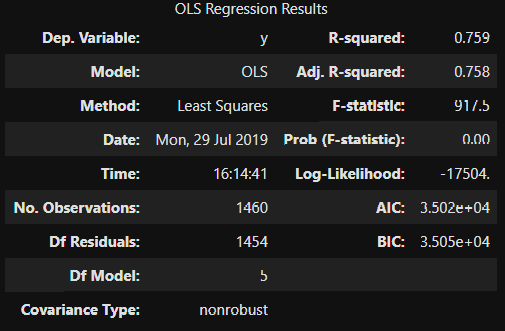 OLS Regression Results
Dep. Variable: y R-squared: 0.759
Model: OLS Adj. R-squared: 0.758
Method: Least Squares F-statistic: 917.5
Date: Mon, 29 Jul 2019 Prob (F-statistic): 0.00
Time: 16:14:41 Log-Likelihood: -17504.
No. Observations: 1460 AIC: 3.502e+04
Df Residuals: 1454 BIC: 3.505e+04
Df Model: 5
Covariance Type: nonrobust